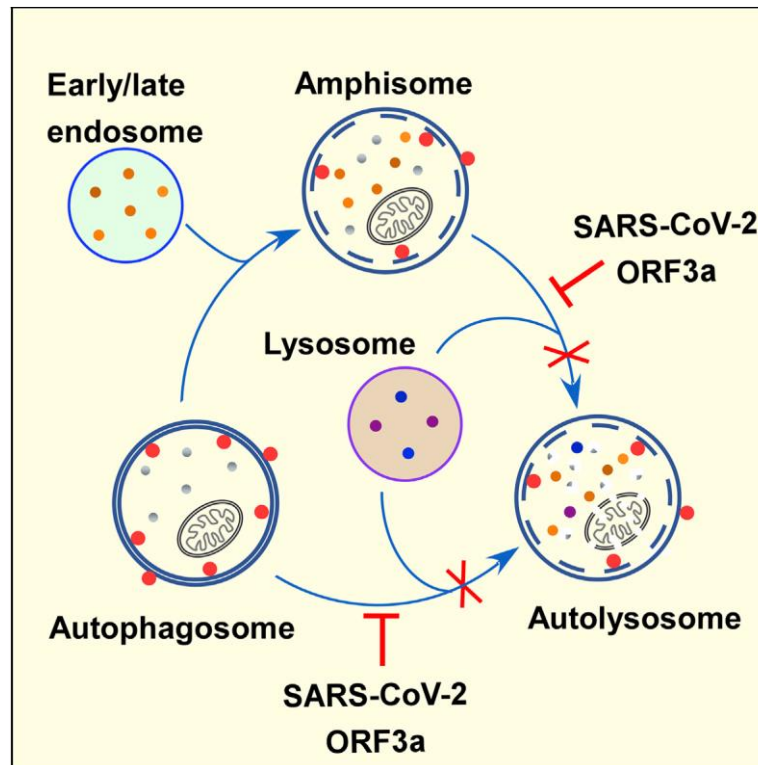 Early/late
endosome
Amphisome
SARS-CoV-2
ORF3a
Lysosome
Autophagosome
Autolysosome
SARS-CoV-2
ORF3a